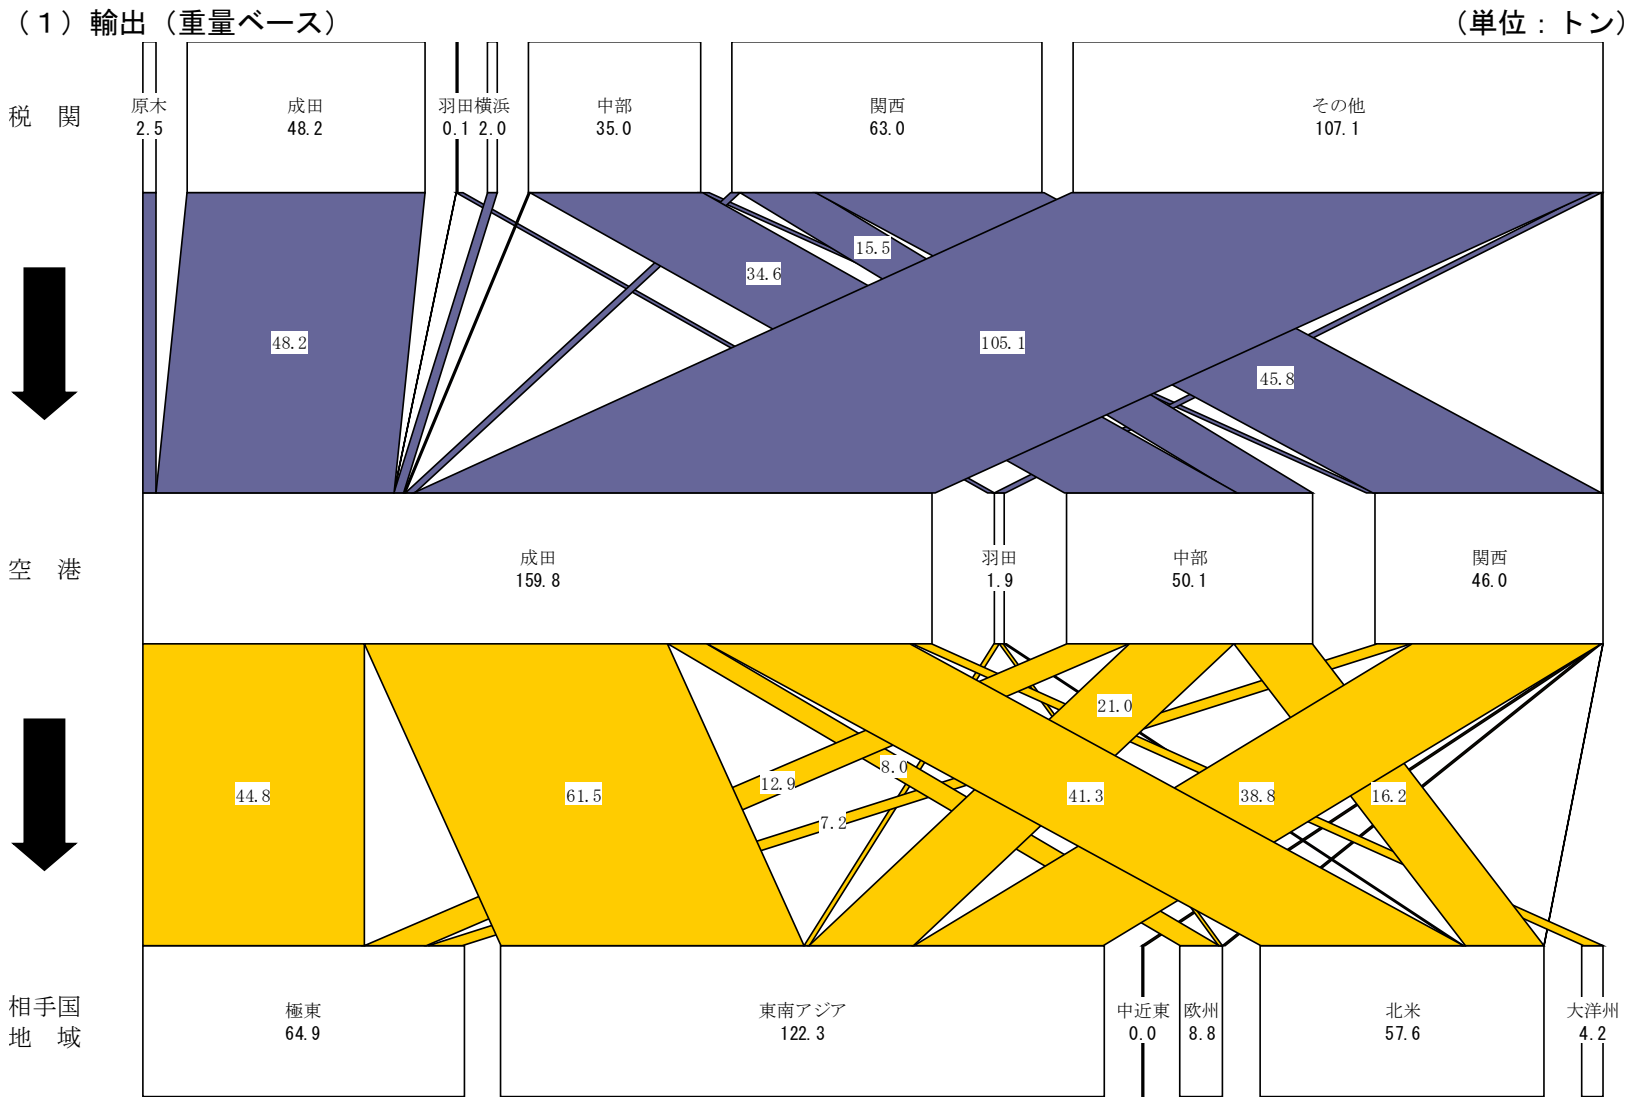 （１）輸出（重量ベース） （単位：トン）
税 関
原木 成田 羽田 横浜 中部 関西 その他
2.5 48.2 0.1 2.0 35.0 63.0 107.1
15.5
34.6
48.2 105.1
45.8
空 港
成田 羽田 中部 関西
159.8 1.9 50.1 46.0
21.0
8.0
12.9
44.8 61.5 41.3 38.8 16.2
7.2
相手国
地 域
極東 東南アジア 中近東 欧州 北米 大洋州
64.9 122.3 0.0 8.8 57.6 4.2